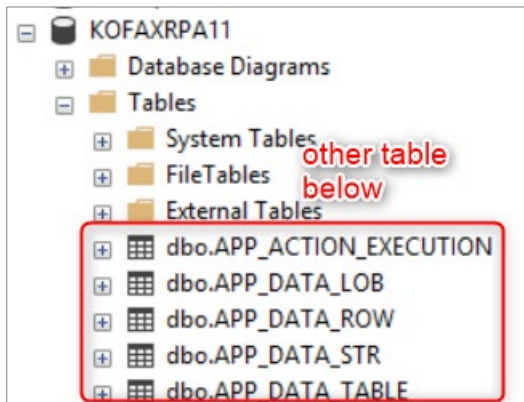 KOFAXRPA11
Database Diagrams
Tables
System Tables
other table
FileTables
below
External Tables
dbo.APP_ACTION_EXECUTION
dbo.APP_DATA_LOB
dbo.APP_DATA_ROW
dbo.APP_DATA_STR
dbo.APP_DATA_TABLE